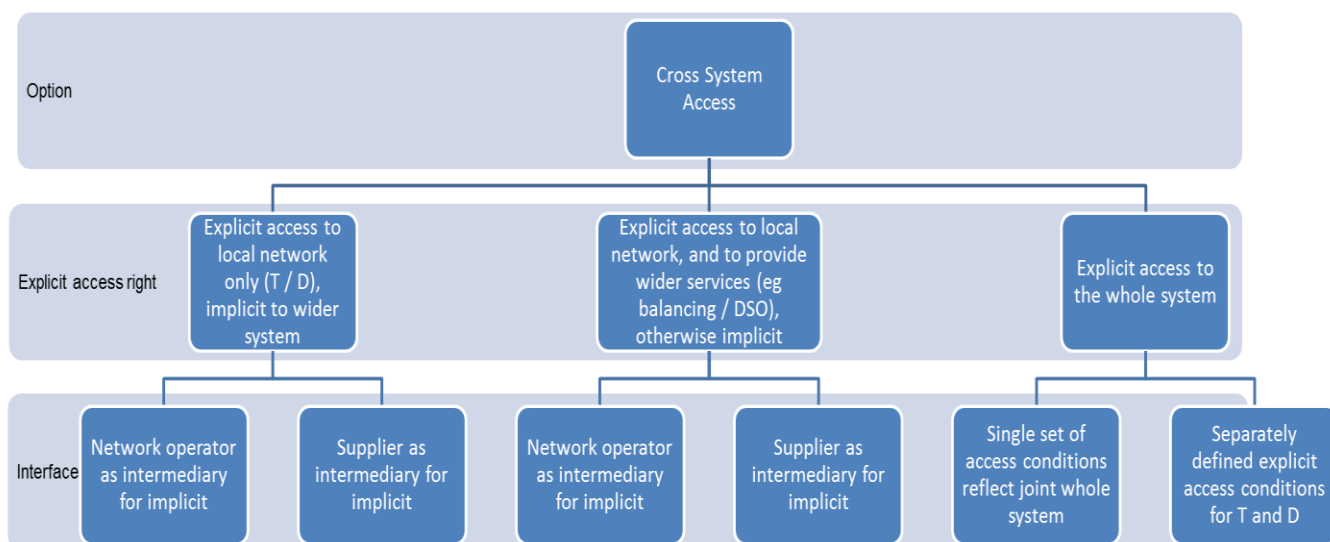 Option
Cross System
Access
Explicit access right
Explicit access to
local network
only (T / D),
implicit to wider
system
Explicit access to local
network, and to provide
wider services (eg
balancing / DSO),
otherwise implicit
Explicit access to
the whole system
Interface
Network operator
as intermediary
for implicit
Supplier as
intermediary for
implicit
Network operator
as intermediary
for implicit
Supplier as
intermediary for
implicit
Single set of
access conditions
reflect joint whole
system
Separately
defined explicit
access conditions
for T and D